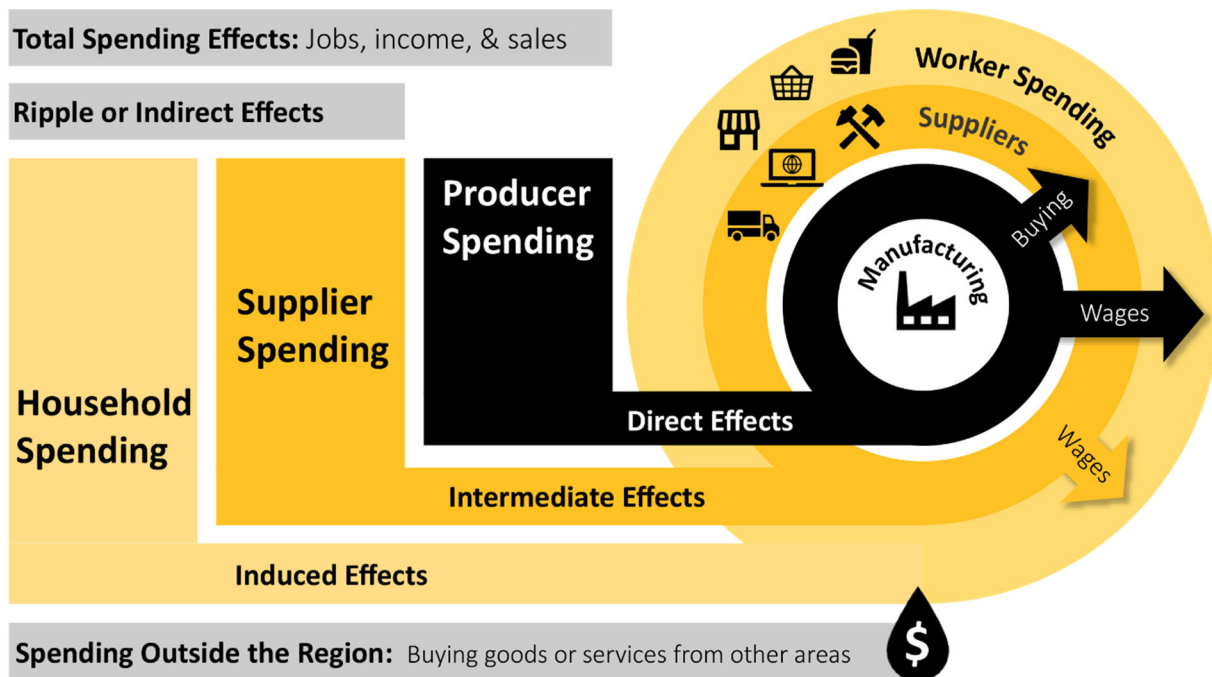 Total Spending Effects: Jobs, income, & sales
Ripple or Indirect Effects
Household
Spending
Supplier
Spending
Producer
Spending
Direct Effects
Intermediate Effects
Induced Effects
Worker Spending
Suppliers
Manufacturing
Buying
Wages
Wages
$
Spending Outside the Region: Buying goods or services from other areas